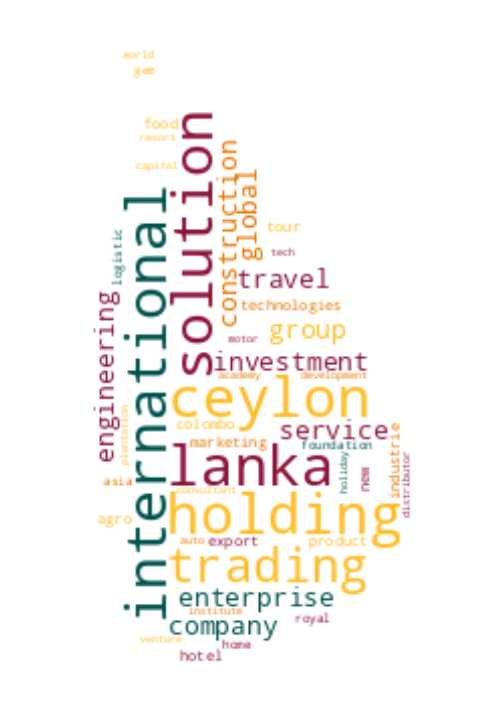 world
gem
food
resort
capital
solution
construction
global
international
logistic
tour
tech
travel
technologies
engineering
group
motor
investment
academy
development
ceylon
plantation
colombo
service
marketing
foundation
industrie
lanka
holiday
new
distributor
asia
consultant
holding
agro
auto
export
product
trading
enterprise
institute
royal
company
venture
home
hotel